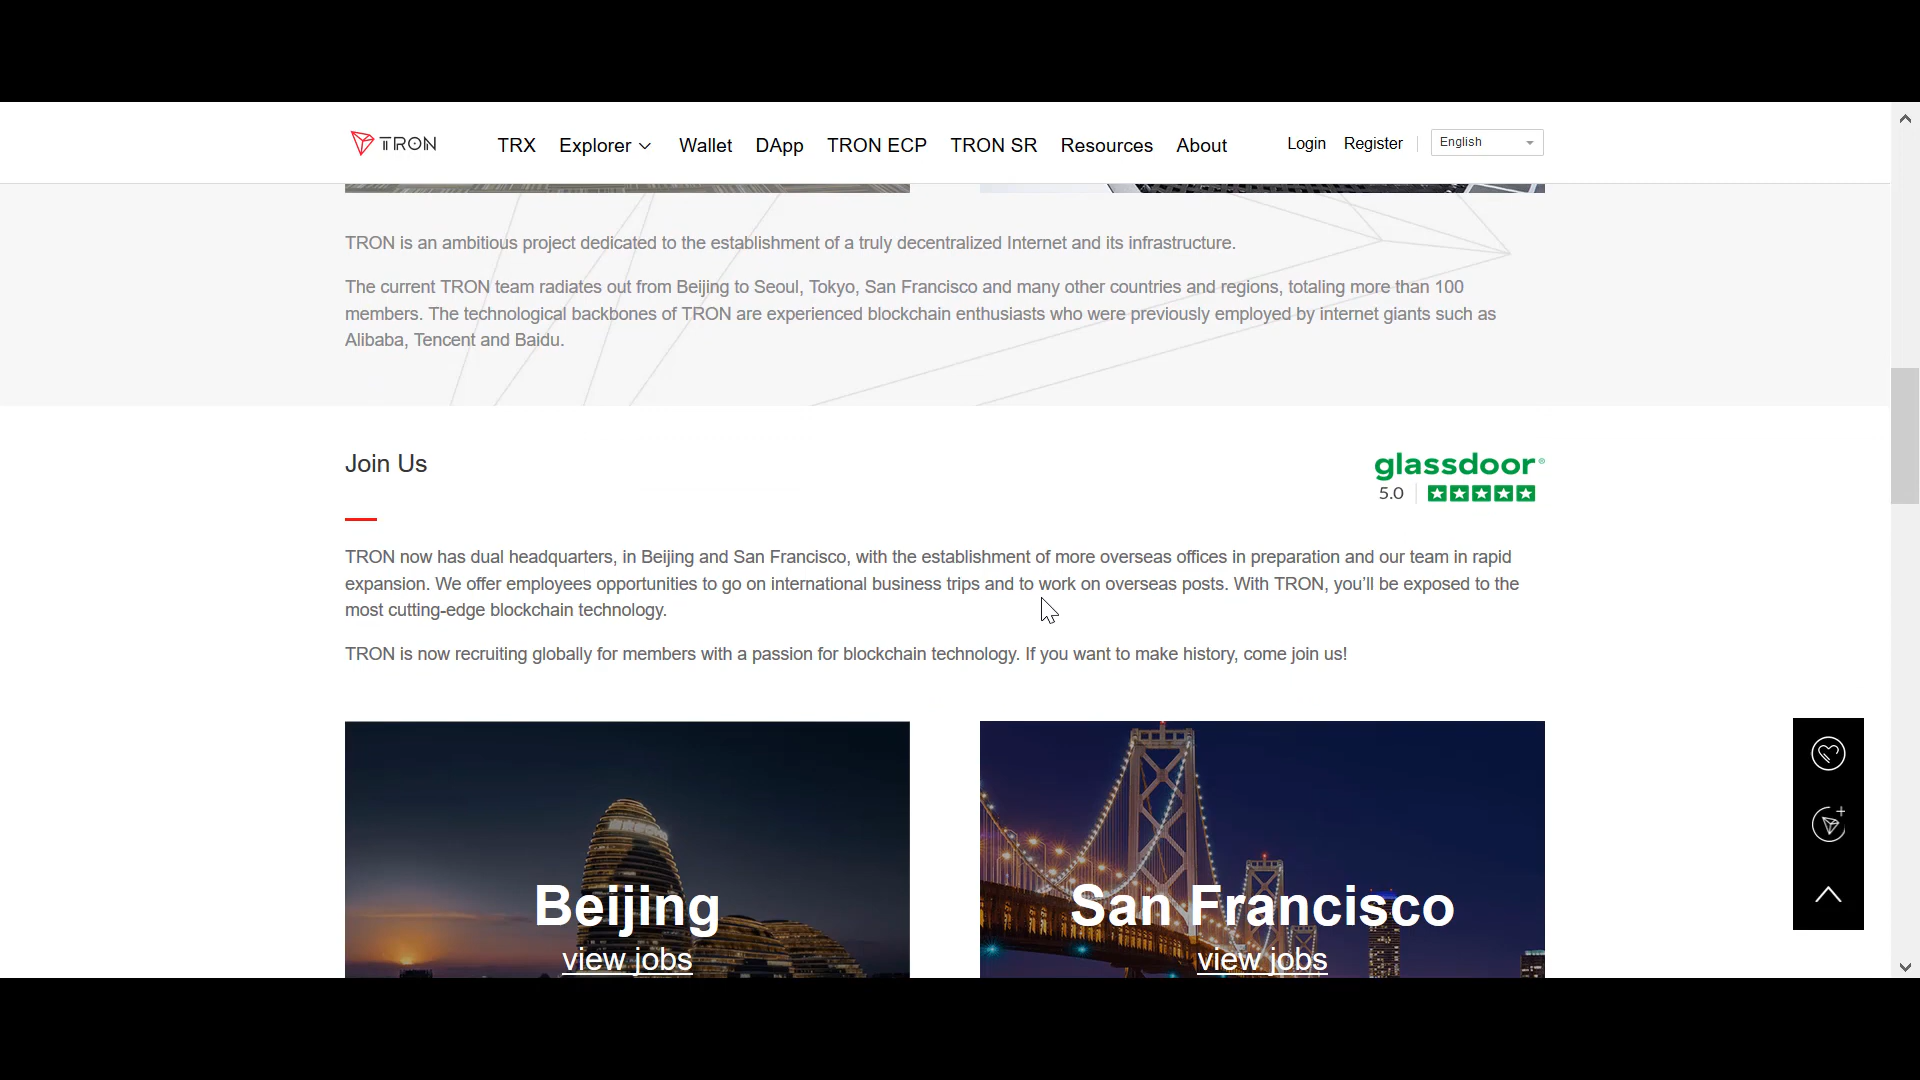 TRON TRX Explorer Wallet DApp TRON ECP TRON SR Resources About Login Register English
TRON is an ambitious project dedicated to the establishment of a truly decentralized Internet and its infrastructure.
The current TRON team radiates out from Beijing to Seoul, Tokyo, San Francisco and many other countries and regions, totaling more than 100
members. The technological backbones of TRON are experienced blockchain enthusiasts who were previously employed by internet giants such as
Alibaba, Tencent and Baidu.
Join Us
glassdoor®
5.0
TRON now has dual headquarters, in Beijing and San Francisco, with the establishment of more overseas offices in preparation and our team in rapid
expansion. We offer employees opportunities to go on international business trips and to work on overseas posts. With TRON, you’ll be exposed to the
most cutting-edge blockchain technology.
TRON is now recruiting globally for members with a passion for blockchain technology. If you want to make history, come join us!
Beijing
view jobs
San Francisco
view jobs